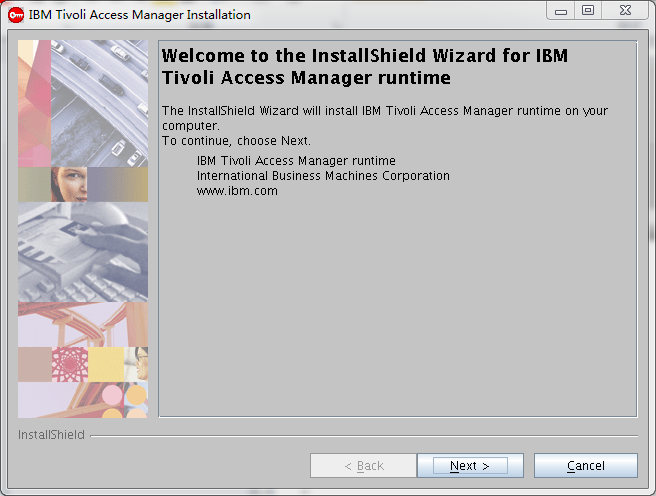 IBM Tivoli Access Manager Installation
Welcome to the InstallShield Wizard for IBM
Tivoli Access Manager runtime
The InstallShield Wizard will install IBM Tivoli Access Manager runtime on your
computer.
To continue, choose Next.
IBM Tivoli Access Manager runtime
International Business Machines Corporation
www.ibm.com
InstallShield
< Back
Next >
Cancel